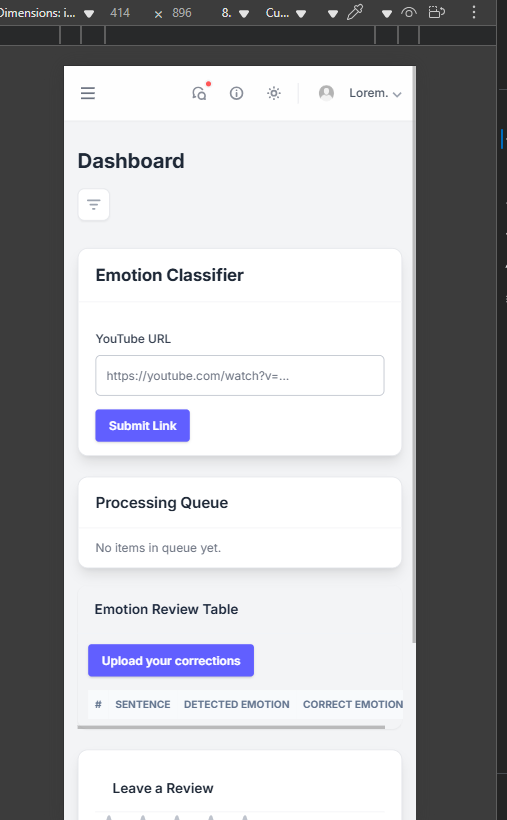 Dimensions: i...
414
×
896
8.
Cu...
Lorem.
Dashboard
Emotion Classifier
YouTube URL
https://youtube.com/watch?v=...
Submit Link
Processing Queue
No items in queue yet.
Emotion Review Table
Upload your corrections
# SENTENCE DETECTED EMOTION CORRECT EMOTION
Leave a Review